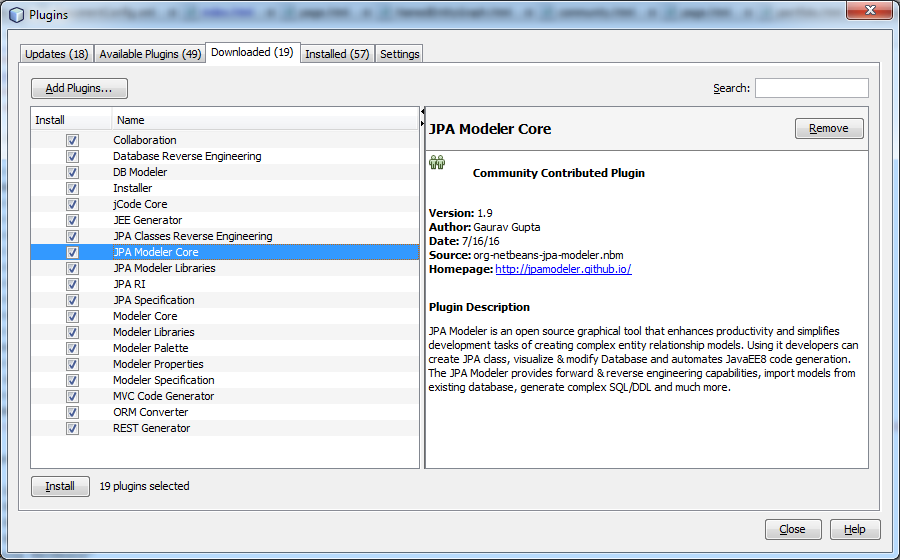 Plugins
Updates (18) Available Plugins (49) Downloaded (19) Installed (57) Settings
Add Plugins... Search:
Install Name
Collaboration
Database Reverse Engineering
DB Modeler
Installer
jCode Core
JEE Generator
JPA Classes Reverse Engineering
JPA Modeler Core
JPA Modeler Libraries
JPA RI
JPA Specification
Modeler Core
Modeler Libraries
Modeler Palette
Modeler Properties
Modeler Specification
MVC Code Generator
ORM Converter
REST Generator
JPA Modeler Core Remove
Community Contributed Plugin
Version: 1.9
Author: Gaurav Gupta
Date: 7/16/16
Source: org-netbeans-jpa-modeler.nbm
Homepage: http://jpamodeler.github.io/
Plugin Description
JPA Modeler is an open source graphical tool that enhances productivity and simplifies
development tasks of creating complex entity relationship models. Using it developers can
create JPA class, visualize & modify Database and automates JavaEE8 code generation.
The JPA Modeler provides forward & reverse engineering capabilities, import models from
existing database, generate complex SQL/DDL and much more.
Install 19 plugins selected
Close Help